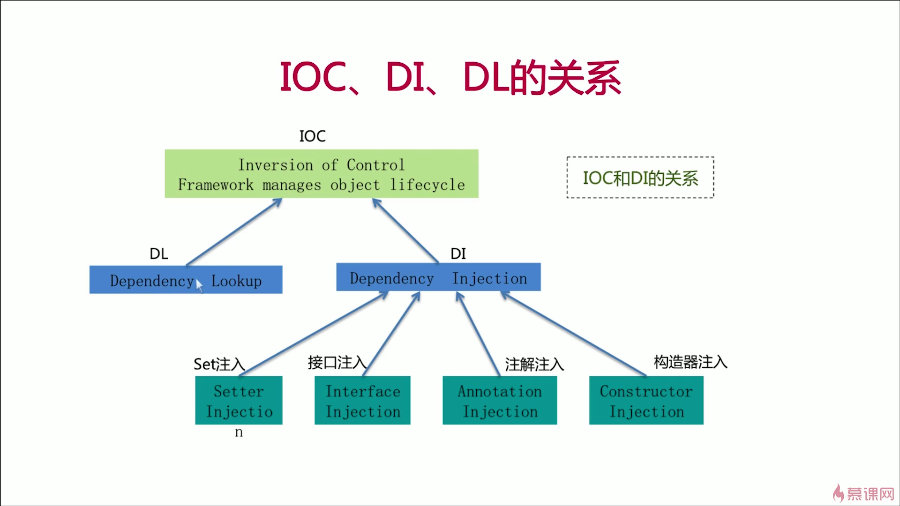 IOC、DI、DL的关系
IOC
Inversion of Control
Framework manages object lifecycle
IOC和DI的关系
DL
DI
Dependency Lookup
Dependency Injection
Set注入
接口注入
注解注入
构造器注入
Setter
Injectio
n
Interface
Injection
Annotation
Injection
Constructor
Injection
慕课网